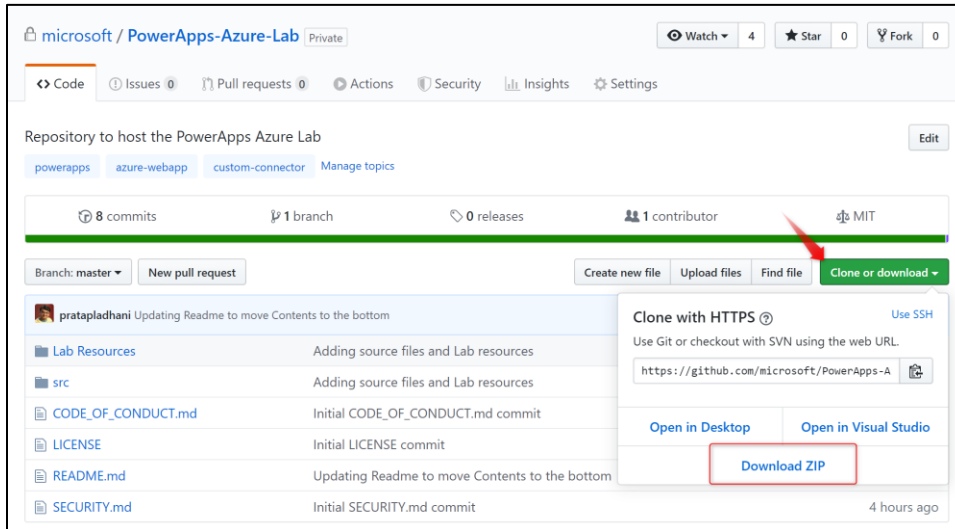 microsoft / PowerApps-Azure-Lab Private Watch 4 Star 0 Fork 0
Code Issues 0 Pull requests 0 Actions Security Insights Settings
Repository to host the PowerApps Azure Lab Edit
powerapps azure-webapp custom-connector Manage topics
8 commits 1 branch 0 releases 1 contributor MIT
Branch: master New pull request Create new file Upload files Find file Clone or download
pratapladhani Updating Readme to move Contents to the bottom
Lab Resources Adding source files and Lab resources
src Adding source files and Lab resources
CODE_OF_CONDUCT.md Initial CODE_OF_CONDUCT.md commit
LICENSE Initial LICENSE commit
README.md Updating Readme to move Contents to the bottom
SECURITY.md Initial SECURITY.md commit 4 hours ago
Clone with HTTPS Use SSH
Use Git or checkout with SVN using the web URL.
https://github.com/microsoft/PowerApps-A
Open in Desktop Open in Visual Studio
Download ZIP